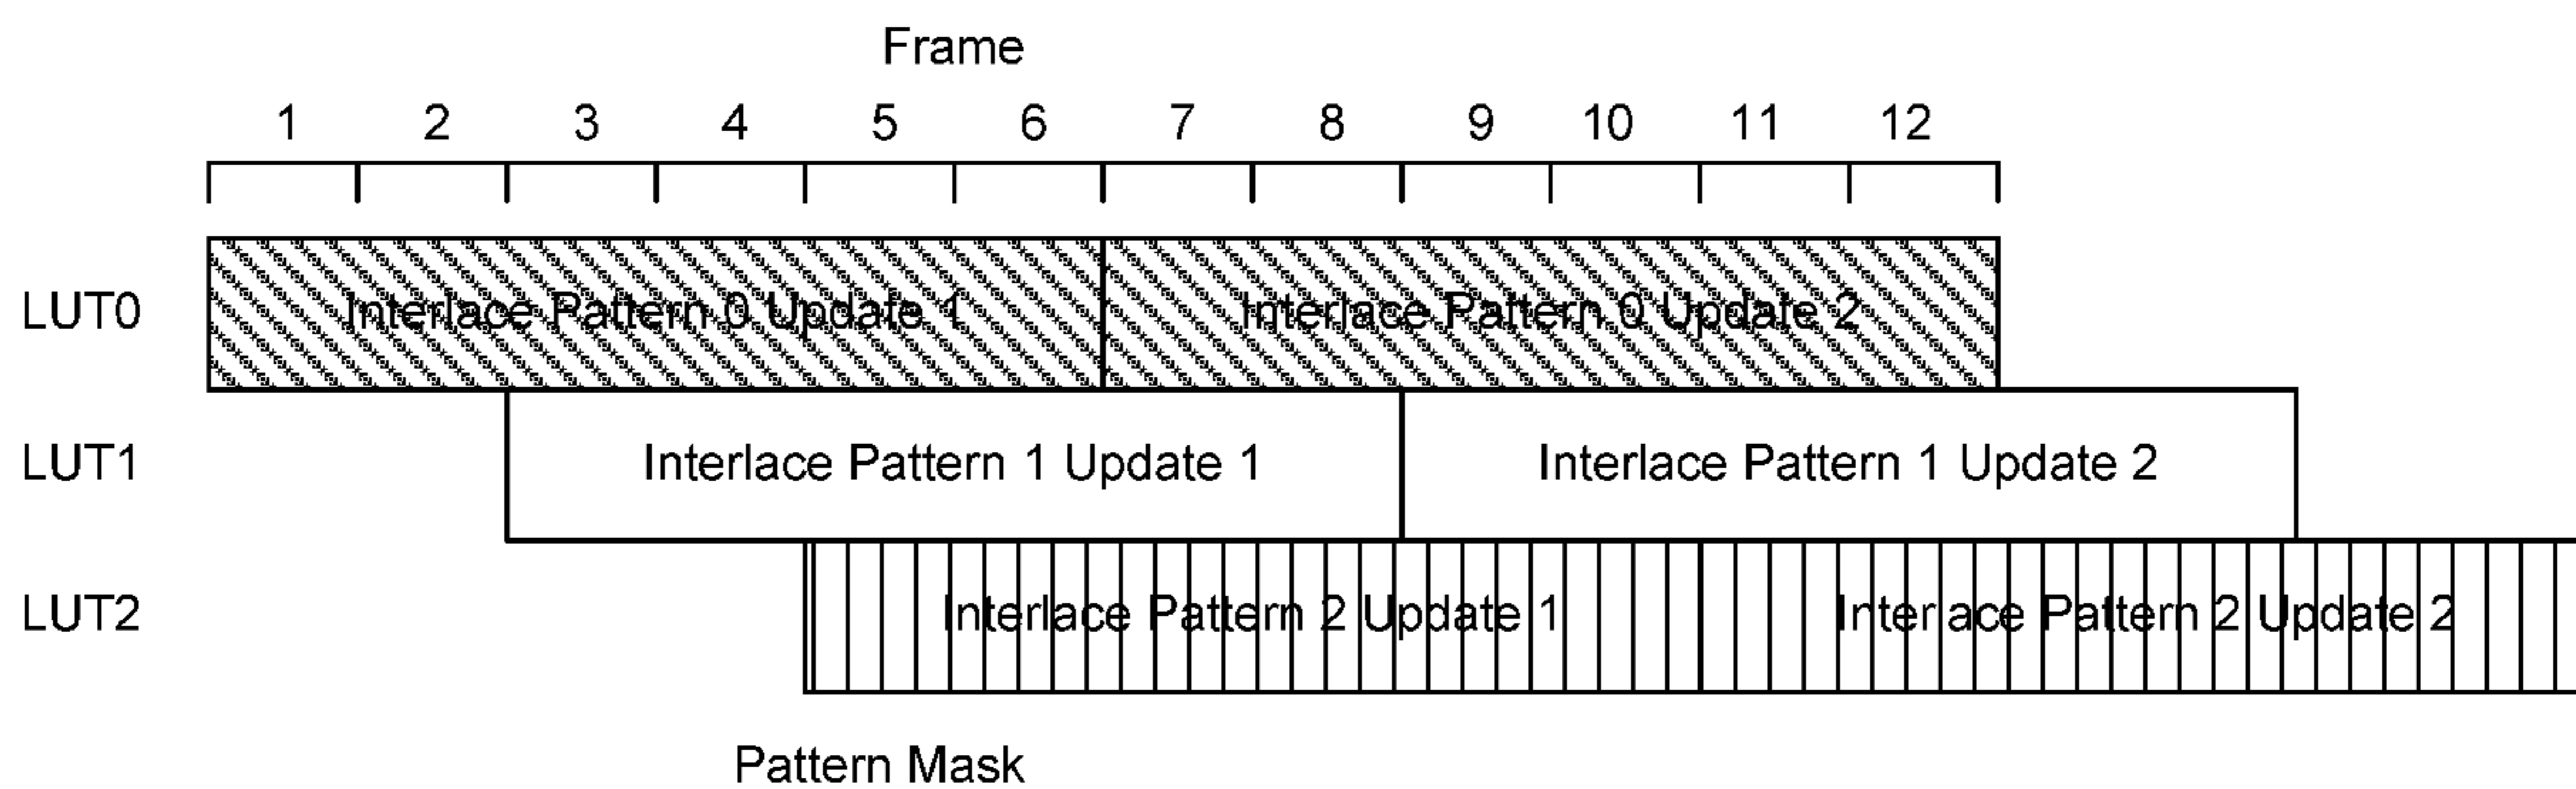 Frame
1 2 3 4 5 6 7 8 9 10 11 12
LUT0 Interlace Pattern 0 Update 1 Interlace Pattern 0 Update 2
LUT1 Interlace Pattern 1 Update 1 Interlace Pattern 1 Update 2
LUT2 Interlace Pattern 2 Update 1 Interlace Pattern 2 Update 2
Pattern Mask